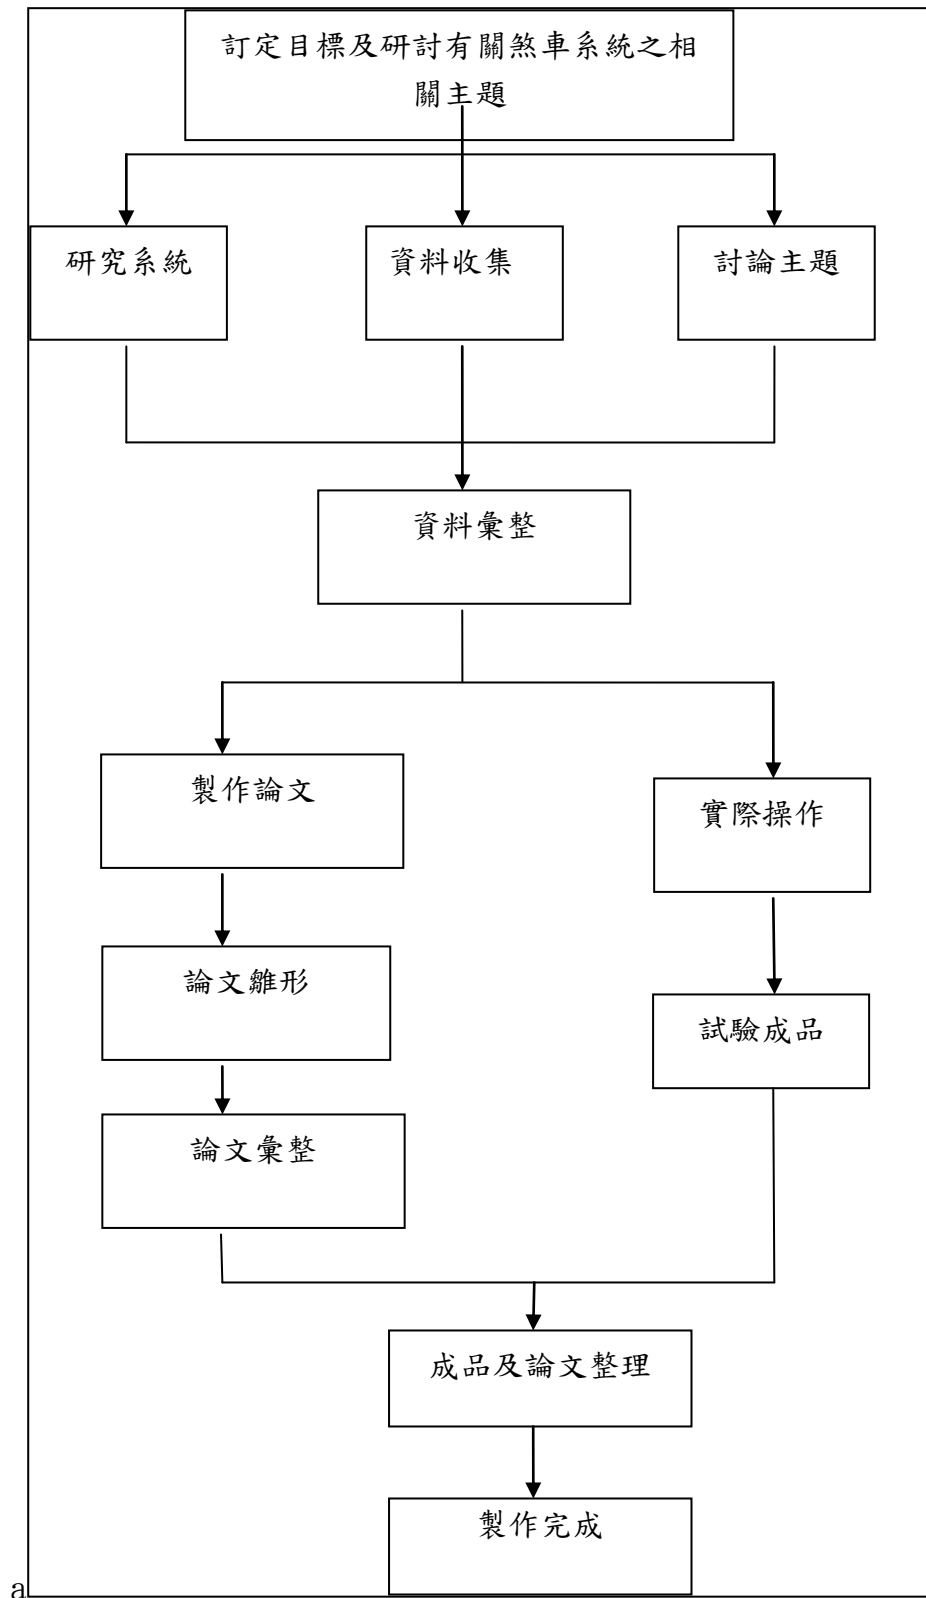 訂定目標及研討有關煞車系統之相
關主題
研究系統
資料收集
討論主題
資料彙整
製作論文
實際操作
論文雛形
試驗成品
論文彙整
成品及論文整理
製作完成
a